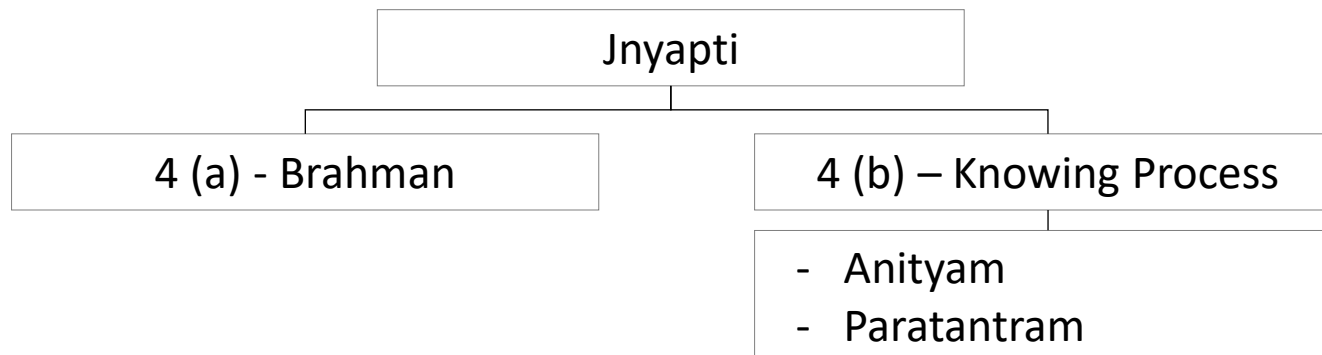 Jnyapti
4 (a) - Brahman
4 (b) – Knowing Process
- Anityam
- Paratantram